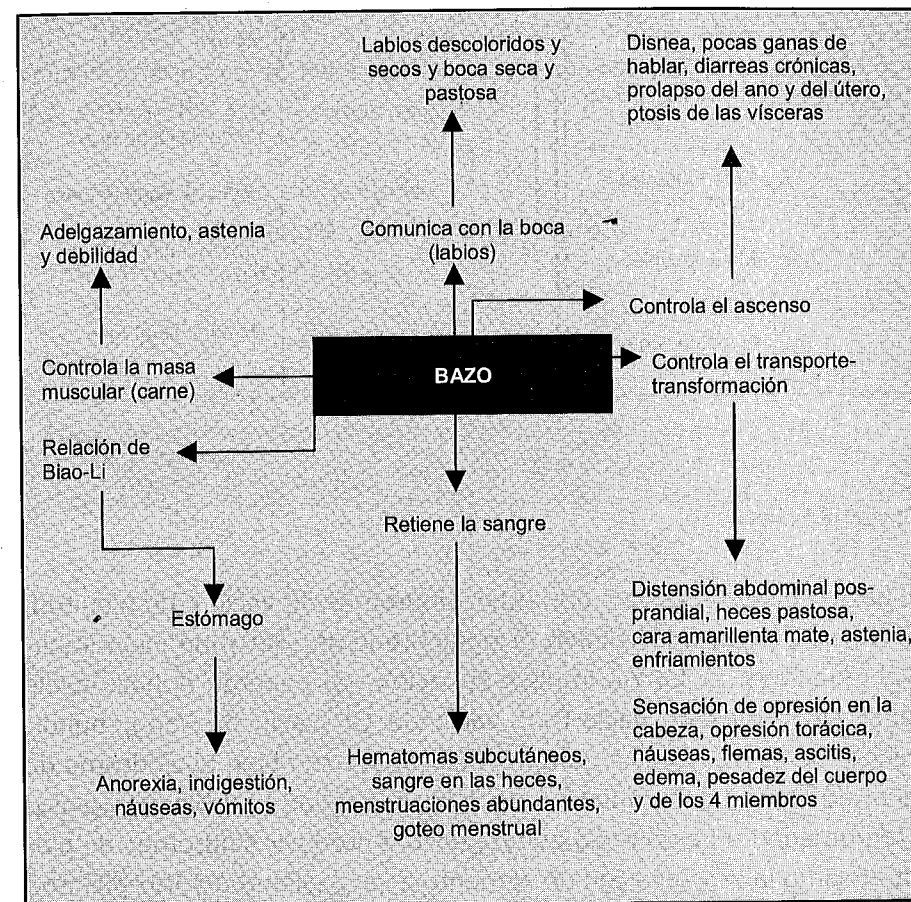 Labios descoloridos y
secos y boca seca y
pastosa
Disnea, pocas ganas de
hablar, diarreas crónicas,
prolapso del ano y del útero,
ptosis de las vísceras
Adelgazamiento, astenia
y debilidad
Comunica con la boca
(labios)
Controla el ascenso
Controla la masa
muscular (carne)
BAZO
Controla el transporte-
transformación
Relación de
Biao-Li
Retiene la sangre
Estómago
Distensión abdominal pos-
prandial, heces pastosa,
cara amarillenta mate, astenia,
enfriamientos
Sensación de opresión en la
cabeza, opresión torácica,
náuseas, flemas, ascitis,
edema, pesadez del cuerpo
y de los 4 miembros
Anorexia, indigestión,
náuseas, vómitos
Hematomas subcutáneos,
sangre en las heces,
menstruaciones abundantes,
goteo menstrual